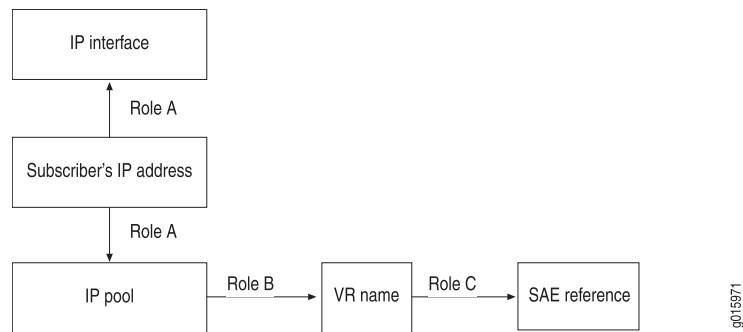 IP interface
Role A
Subscriber's IP address
Role A
IP pool
Role B
VR name
Role C
SAE reference
g015971